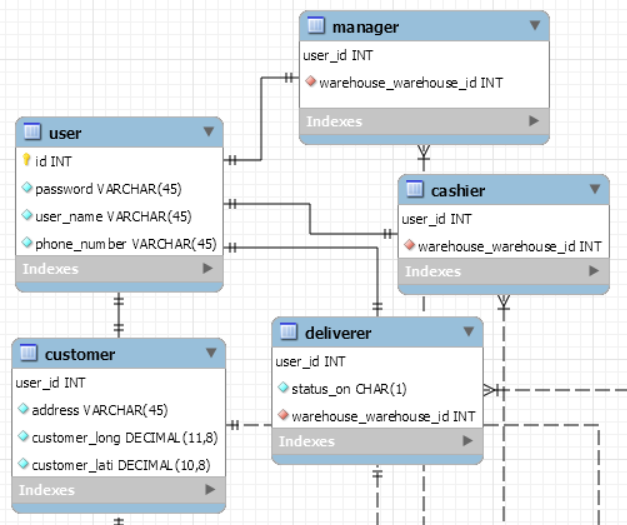 manager
user_id INT
warehouse_warehouse_id INT
Indexes
user
id INT
password VARCHAR(45)
user_name VARCHAR(45)
phone_number VARCHAR(45)
Indexes
cashier
user_id INT
warehouse_warehouse_id INT
Indexes
customer
user_id INT
address VARCHAR(45)
customer_long DECIMAL(11,8)
customer_lati DECIMAL(10,8)
Indexes
deliverer
user_id INT
status_on CHAR(1)
warehouse_warehouse_id INT
Indexes